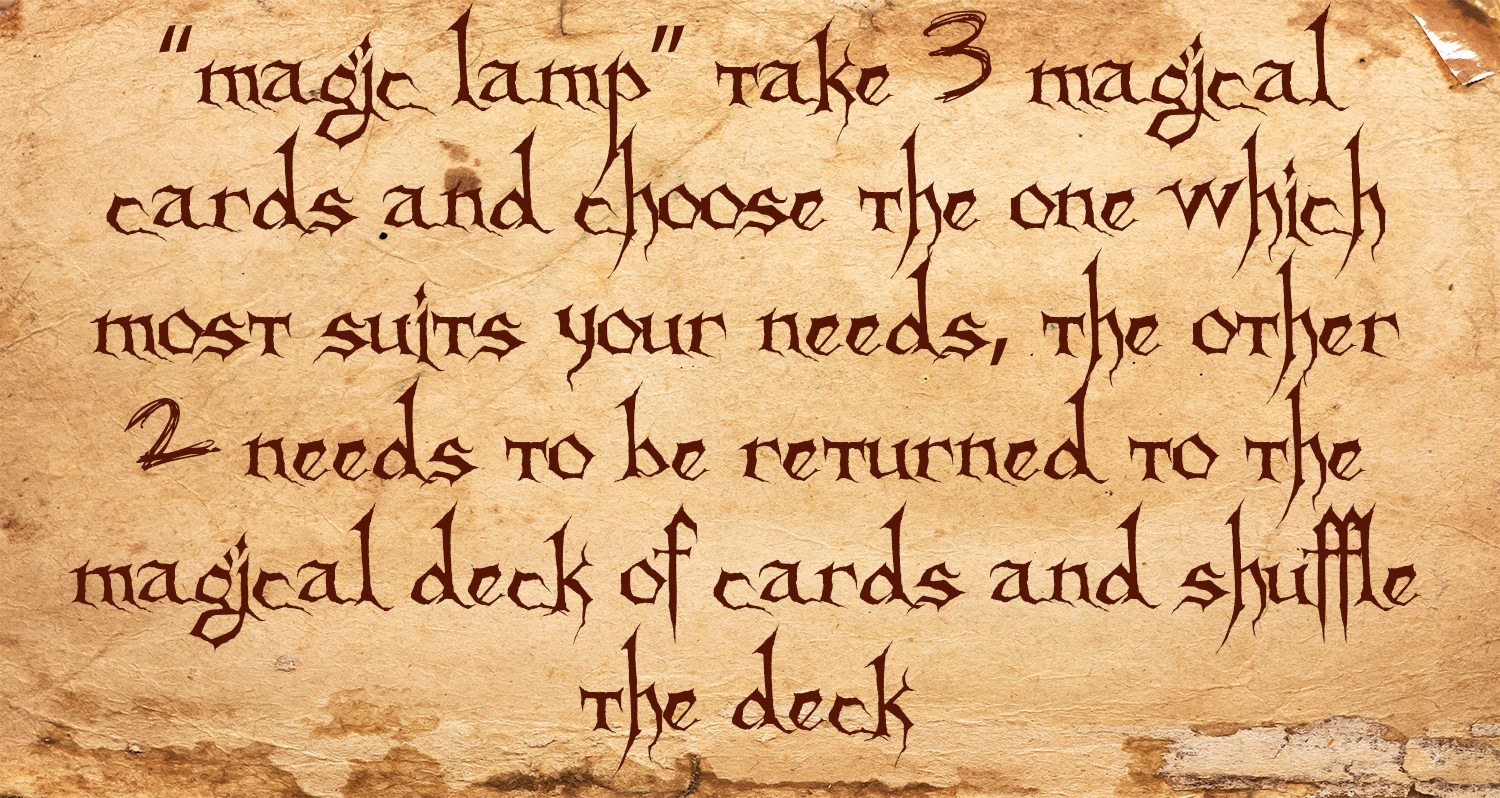 "magic lamp" take 3 magical
cards and choose the one which
most suits your needs, the other
2 needs to be returned to the
magical deck of cards and shuffle
the deck